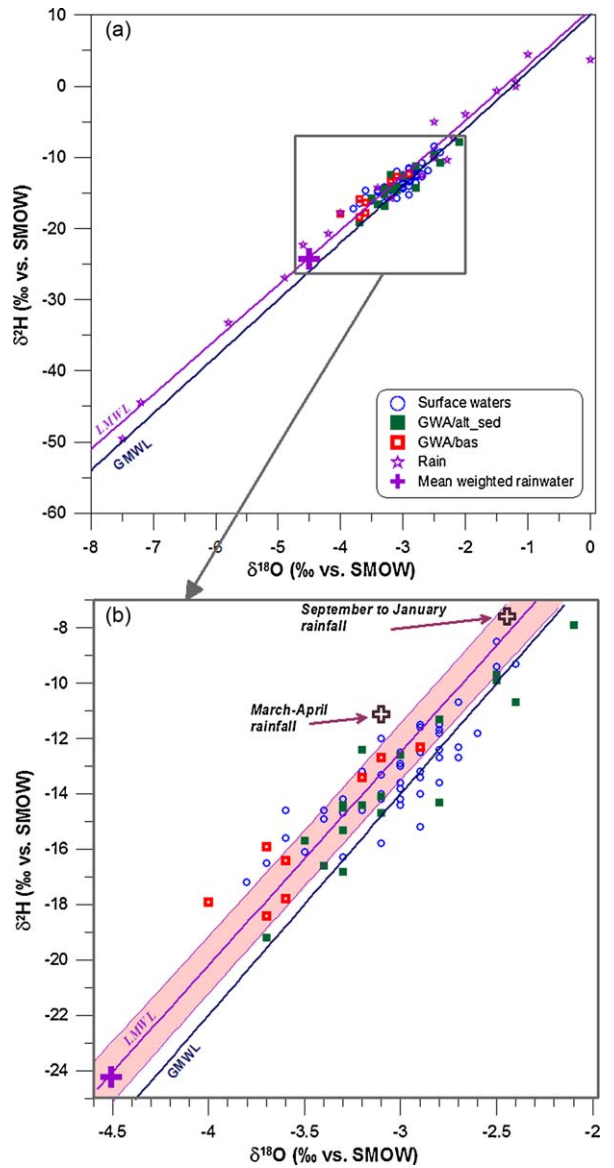 (a)
10
0
-10
-20
-30
-40
-50
-60
δ²H (‰ vs. SMOW)
LMWL
GMWL
Surface waters
GWA/alt_sed
GWA/bas
Rain
Mean weighted rainwater
-8 -7 -6 -5 -4 -3 -2 -1 0
δ¹⁸O (‰ vs. SMOW)
(b)
September to January
rainfall
March-April
rainfall
-8
-10
-12
-14
-16
-18
-20
-22
-24
δ²H (‰ vs. SMOW)
LMWL
GMWL
-4.5 -4 -3.5 -3 -2.5 -2
δ¹⁸O (‰ vs. SMOW)